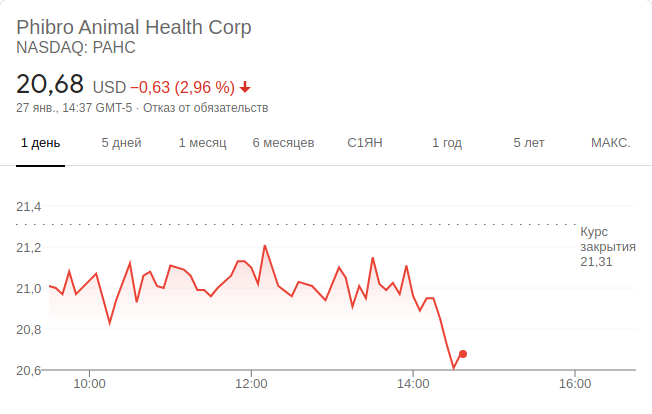 Phibro Animal Health Corp
NASDAQ: PAHC
20,68 USD −0,63 (2,96 %)
27 янв., 14:37 GMT-5 · Отказ от обязательств
1 день 5 дней 1 месяц 6 месяцев С1ЯН 1 год 5 лет МАКС.
21,4
Курс
закрытия
21,31
21,2
21,0
20,8
20,6
10:00 12:00 14:00 16:00